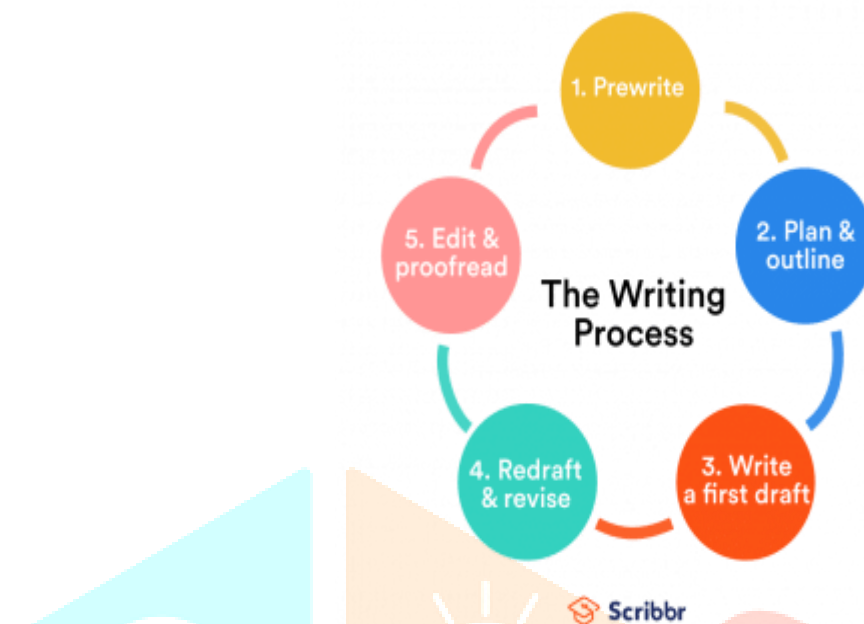 1. Prewrite
2. Plan &
outline
3. Write
a first draft
4. Redraft
& revise
5. Edit &
proofread
The Writing
Process
Scribbr